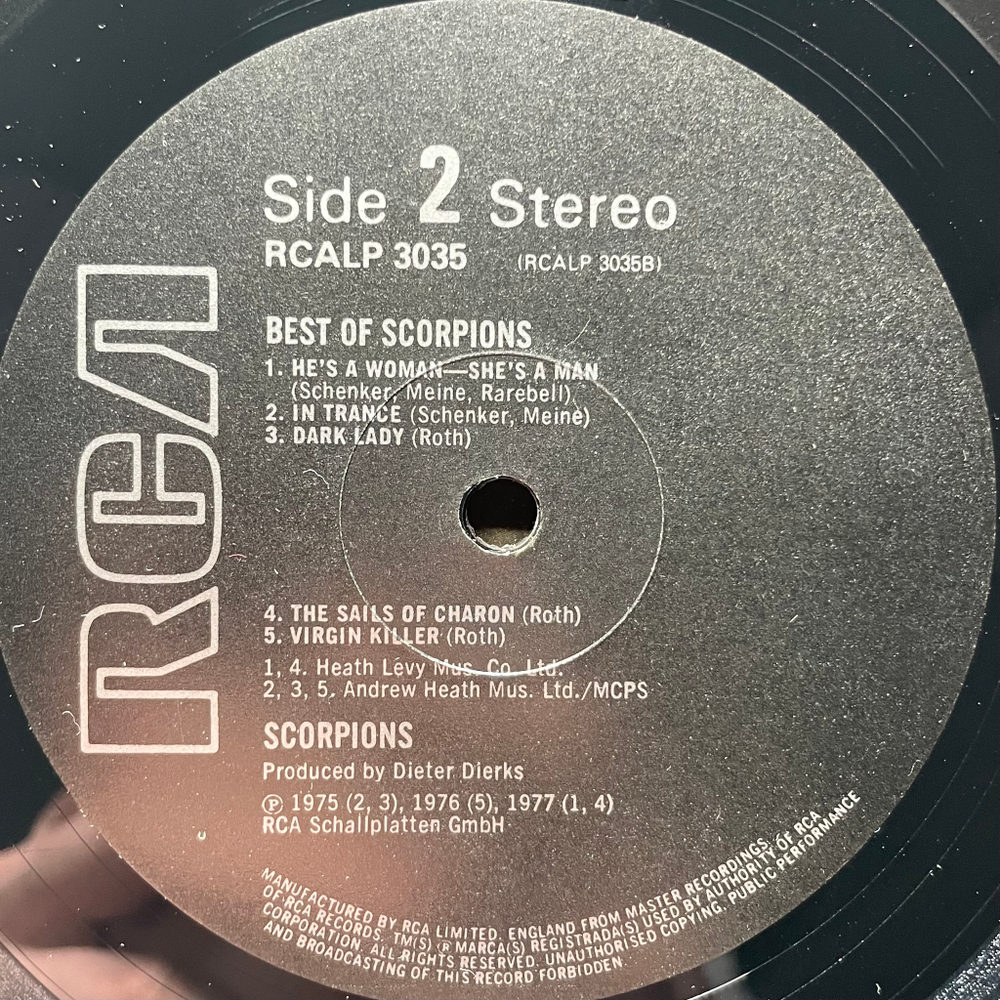 Side 2 Stereo
RCALP 3035 (RCALP 3035B)
RCA
BEST OF SCORPIONS
1. HE'S A WOMAN—SHE'S A MAN
(Schenker, Meine, Rarebell)
2. IN TRANCE (Schenker, Meine)
3. DARK LADY (Roth)
4. THE SAILS OF CHARON (Roth)
5. VIRGIN KILLER (Roth)
1, 4. Heath Levy Mus. Co. Ltd.
2, 3, 5. Andrew Heath Mus. Ltd./MCPS
SCORPIONS
Produced by Dieter Dierks
Ⓟ 1975 (2, 3), 1976 (5), 1977 (1, 4)
RCA Schallplatten GmbH
MANUFACTURED BY RCA LIMITED, ENGLAND FROM MASTER RECORDINGS
OF RCA RECORDS, TM(S) ® MARCA(S) REGISTRADA(S) USED BY AUTHORITY OF RCA
CORPORATION. ALL RIGHTS RESERVED. UNAUTHORISED COPYING, PUBLIC PERFORMANCE
AND BROADCASTING OF THIS RECORD FORBIDDEN